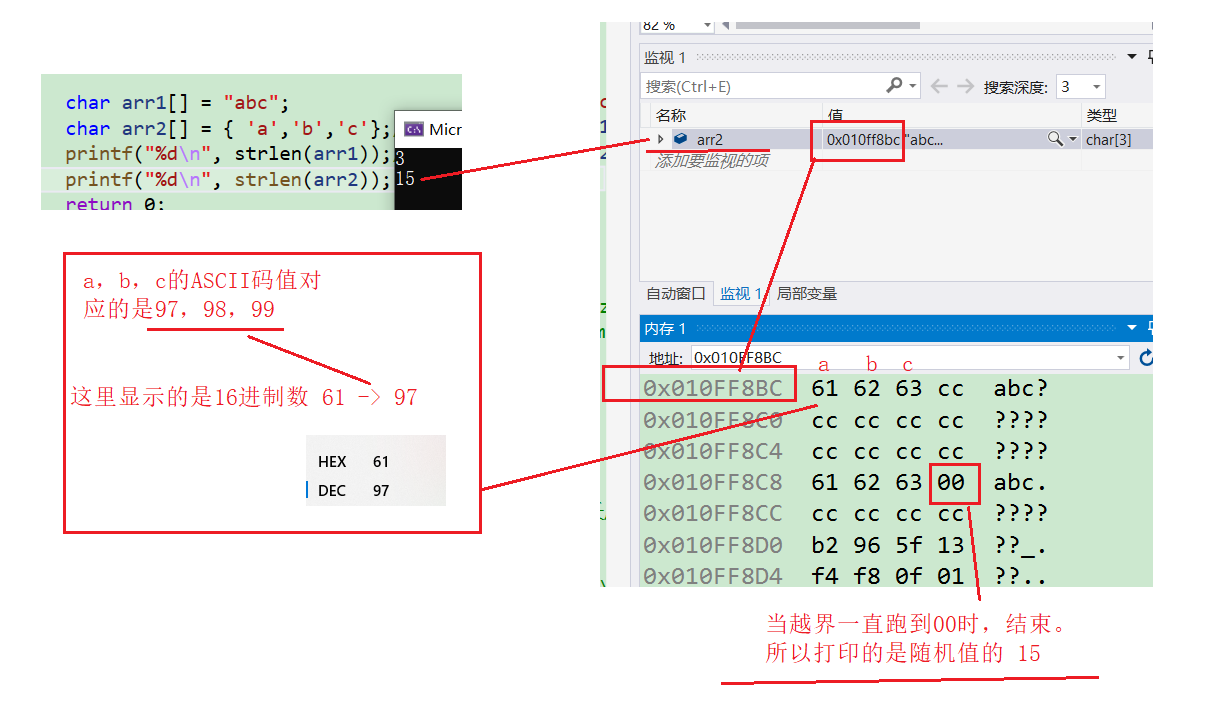 char arr1[] = "abc";
char arr2[] = { 'a','b','c'};
printf("%d\n", strlen(arr1));
printf("%d\n", strlen(arr2));
return 0;
Micr
3
15
a, b, c的ASCII码值对
应的是97, 98, 99
这里显示的是16进制数 61 -> 97
HEX 61
DEC 97
82 %
监视 1
搜索(Ctrl+E)
搜索深度: 3
名称 值 类型
arr2 0x010ff8bc "abc... char[3]
添加要监视的项
自动窗口 监视 1 局部变量
内存 1
地址: 0x010FF8BC
a b c
0x010FF8BC 61 62 63 cc abc?
0x010FF8C0 cc cc cc cc ????
0x010FF8C4 cc cc cc cc ????
0x010FF8C8 61 62 63 00 abc.
0x010FF8CC cc cc cc cc ????
0x010FF8D0 b2 96 5f 13 ??_.
0x010FF8D4 f4 f8 0f 01 ??..
当越界一直跑到00时，结束。
所以打印的是随机值的 15